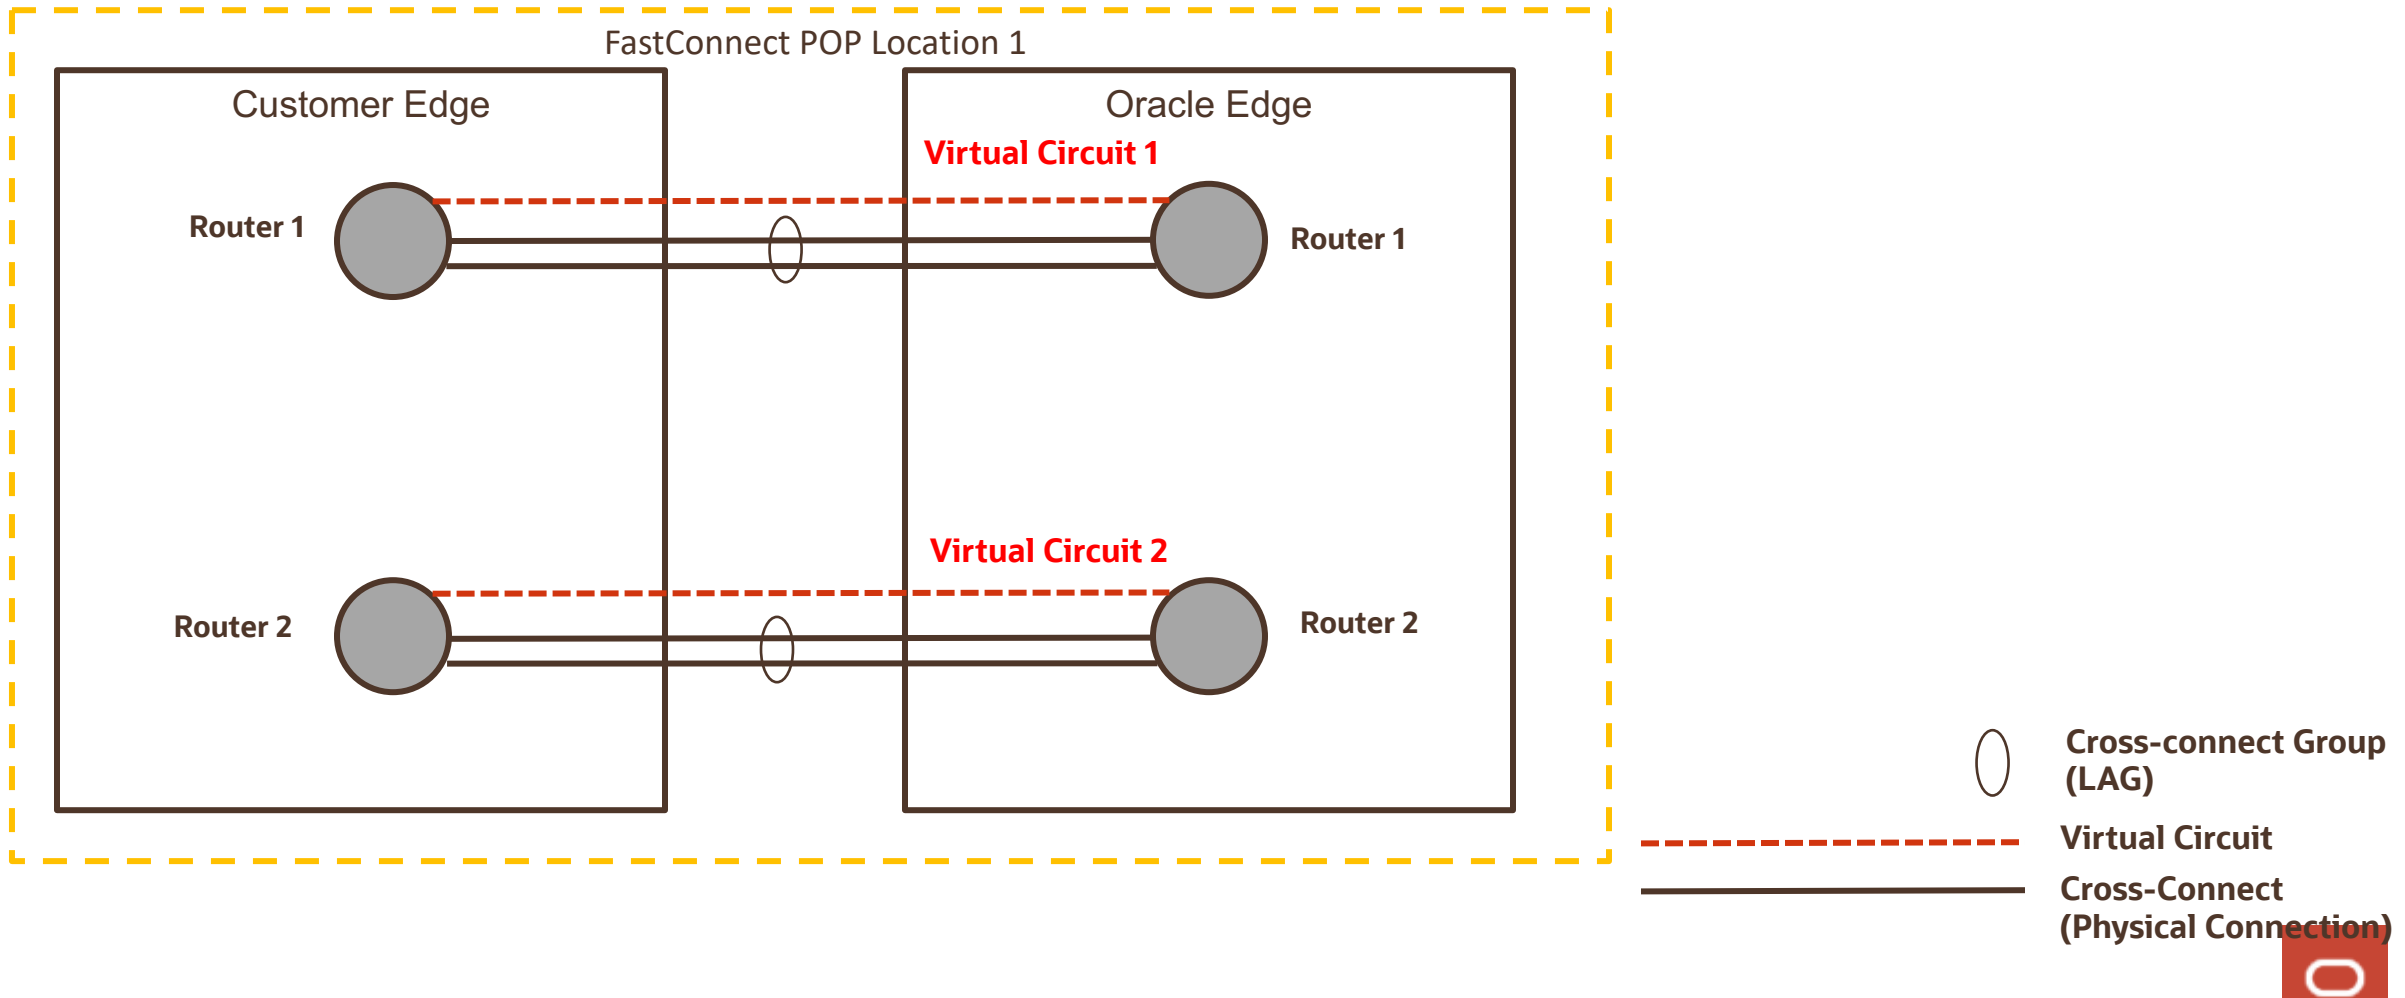 FastConnect POP Location 1
Customer Edge
Oracle Edge
Virtual Circuit 1
Router 1
Router 1
Virtual Circuit 2
Router 2
Router 2
Cross-connect Group
(LAG)
Virtual Circuit
Cross-Connect
(Physical Connection)